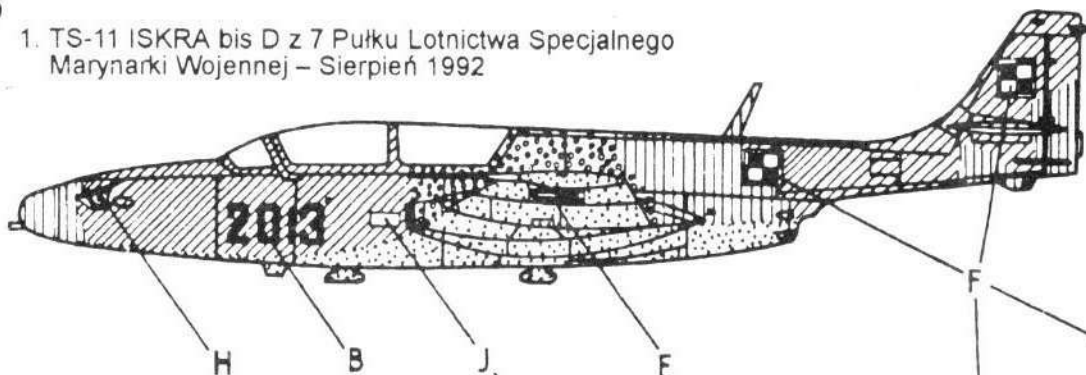 1. TS-11 ISKRA bis D z 7 Pułku Lotnictwa Specjalnego
Marynarki Wojennej – Sierpień 1992
2013
F
H
B
J
F